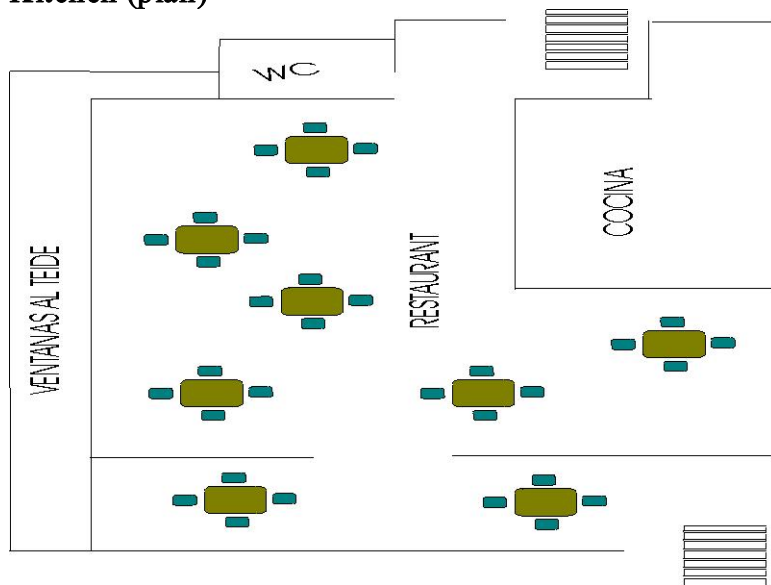 Kitchen (plan)
WC
COCINA
RESTAURANT
VENTANAS AL TEIDE